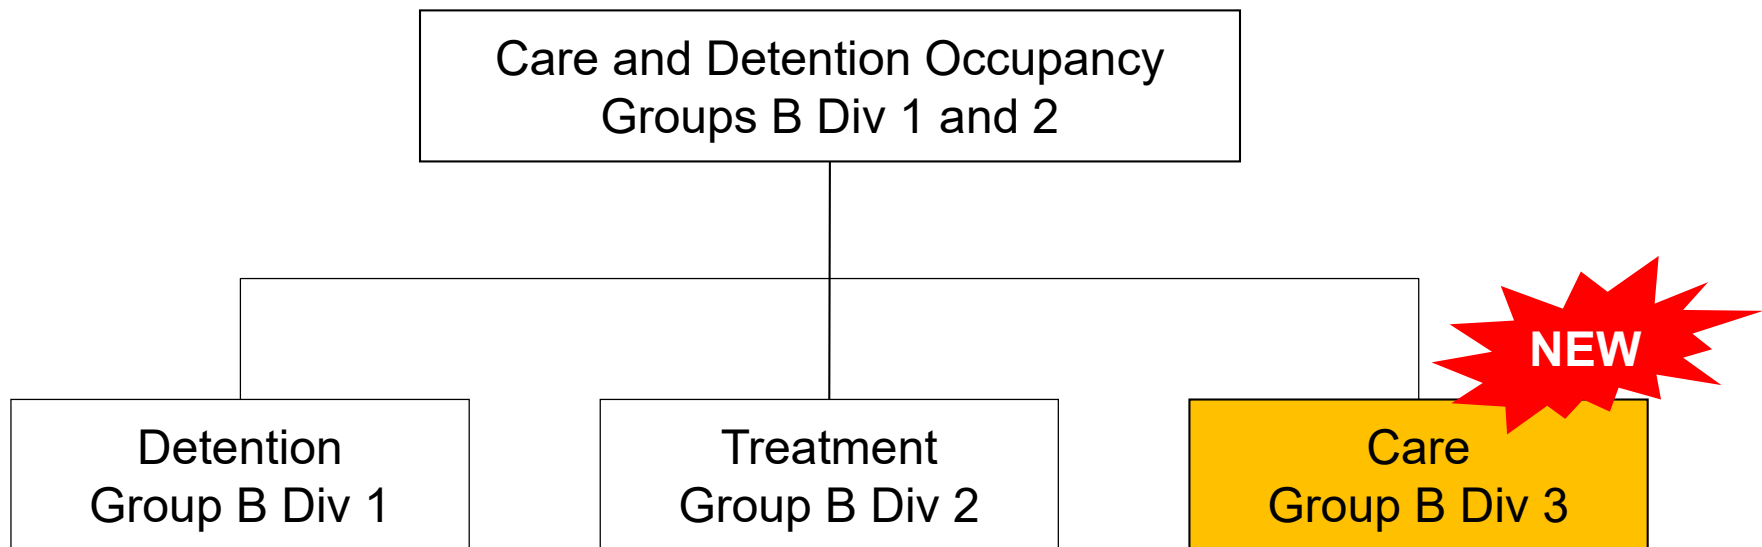 Care and Detention Occupancy
Groups B Div 1 and 2
NEW
Detention
Group B Div 1
Treatment
Group B Div 2
Care
Group B Div 3